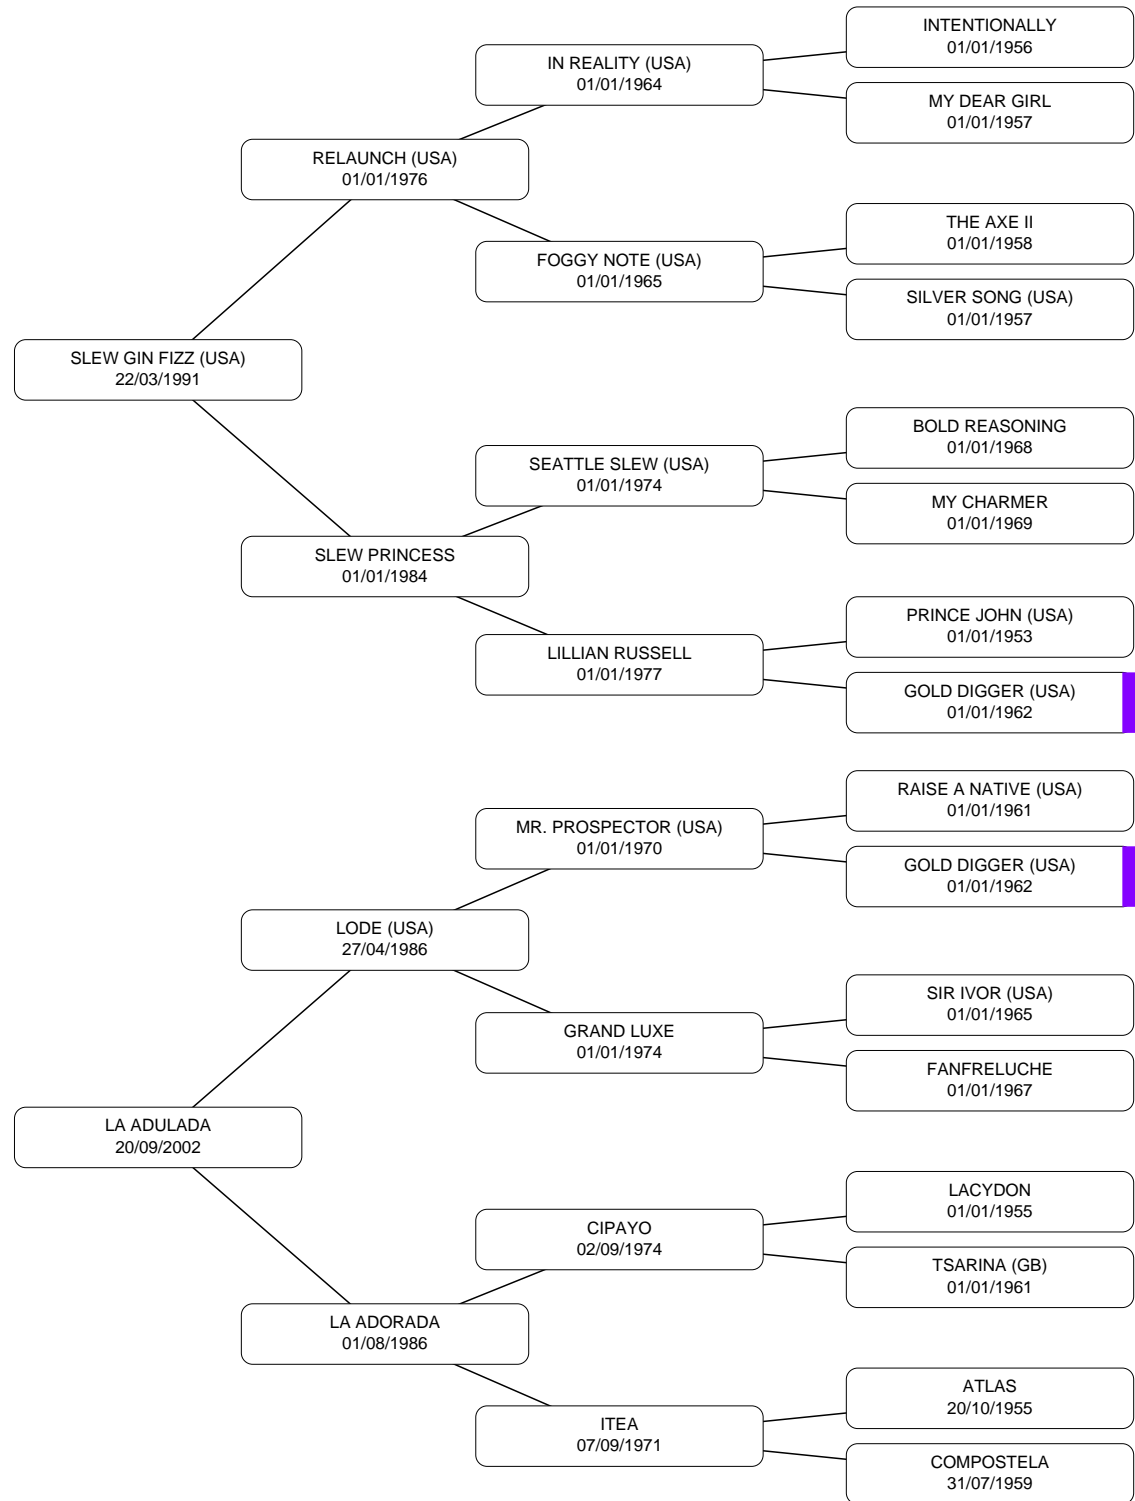 INTENTIONALLY
01/01/1956
IN REALITY (USA)
01/01/1964
MY DEAR GIRL
01/01/1957
RELAUNCH (USA)
01/01/1976
THE AXE II
01/01/1958
FOGGY NOTE (USA)
01/01/1965
SILVER SONG (USA)
01/01/1957
SLEW GIN FIZZ (USA)
22/03/1991
BOLD REASONING
01/01/1968
SEATTLE SLEW (USA)
01/01/1974
MY CHARMER
01/01/1969
SLEW PRINCESS
01/01/1984
PRINCE JOHN (USA)
01/01/1953
LILLIAN RUSSELL
01/01/1977
GOLD DIGGER (USA)
01/01/1962
RAISE A NATIVE (USA)
01/01/1961
MR. PROSPECTOR (USA)
01/01/1970
GOLD DIGGER (USA)
01/01/1962
LODE (USA)
27/04/1986
SIR IVOR (USA)
01/01/1965
GRAND LUXE
01/01/1974
FANFRELUCHE
01/01/1967
LA ADULADA
20/09/2002
LACYDON
01/01/1955
CIPAYO
02/09/1974
TSARINA (GB)
01/01/1961
LA ADORADA
01/08/1986
ATLAS
20/10/1955
ITEA
07/09/1971
COMPOSTELA
31/07/1959